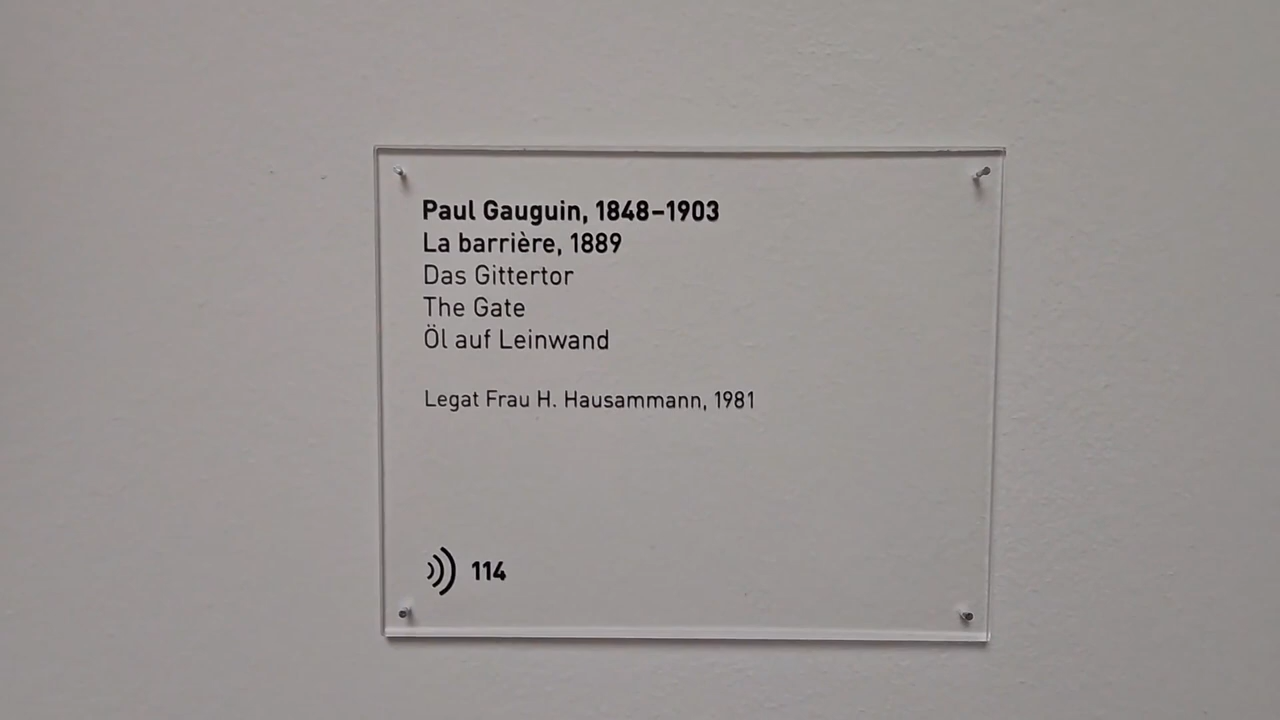 Paul Gauguin, 1848–1903
La barrière, 1889
Das Gittertor
The Gate
Öl auf Leinwand
Legat Frau H. Hausammann, 1981
114